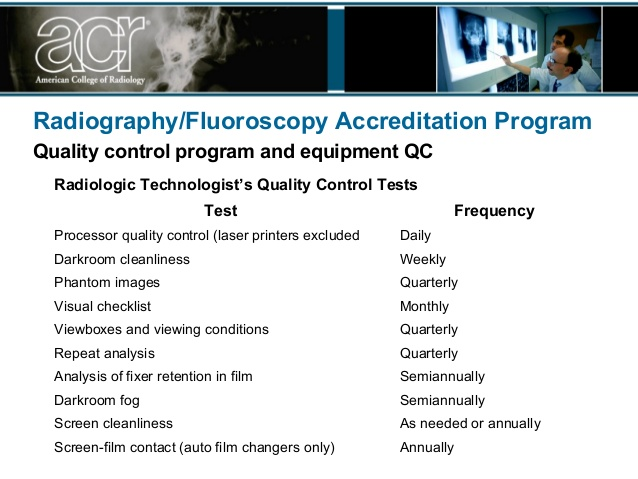 acr
American College of Radiology
Radiography/Fluoroscopy Accreditation Program
Quality control program and equipment QC
Radiologic Technologist's Quality Control Tests
Test Frequency
Processor quality control (laser printers excluded Daily
Darkroom cleanliness Weekly
Phantom images Quarterly
Visual checklist Monthly
Viewboxes and viewing conditions Quarterly
Repeat analysis Quarterly
Analysis of fixer retention in film Semiannually
Darkroom fog Semiannually
Screen cleanliness As needed or annually
Screen-film contact (auto film changers only) Annually